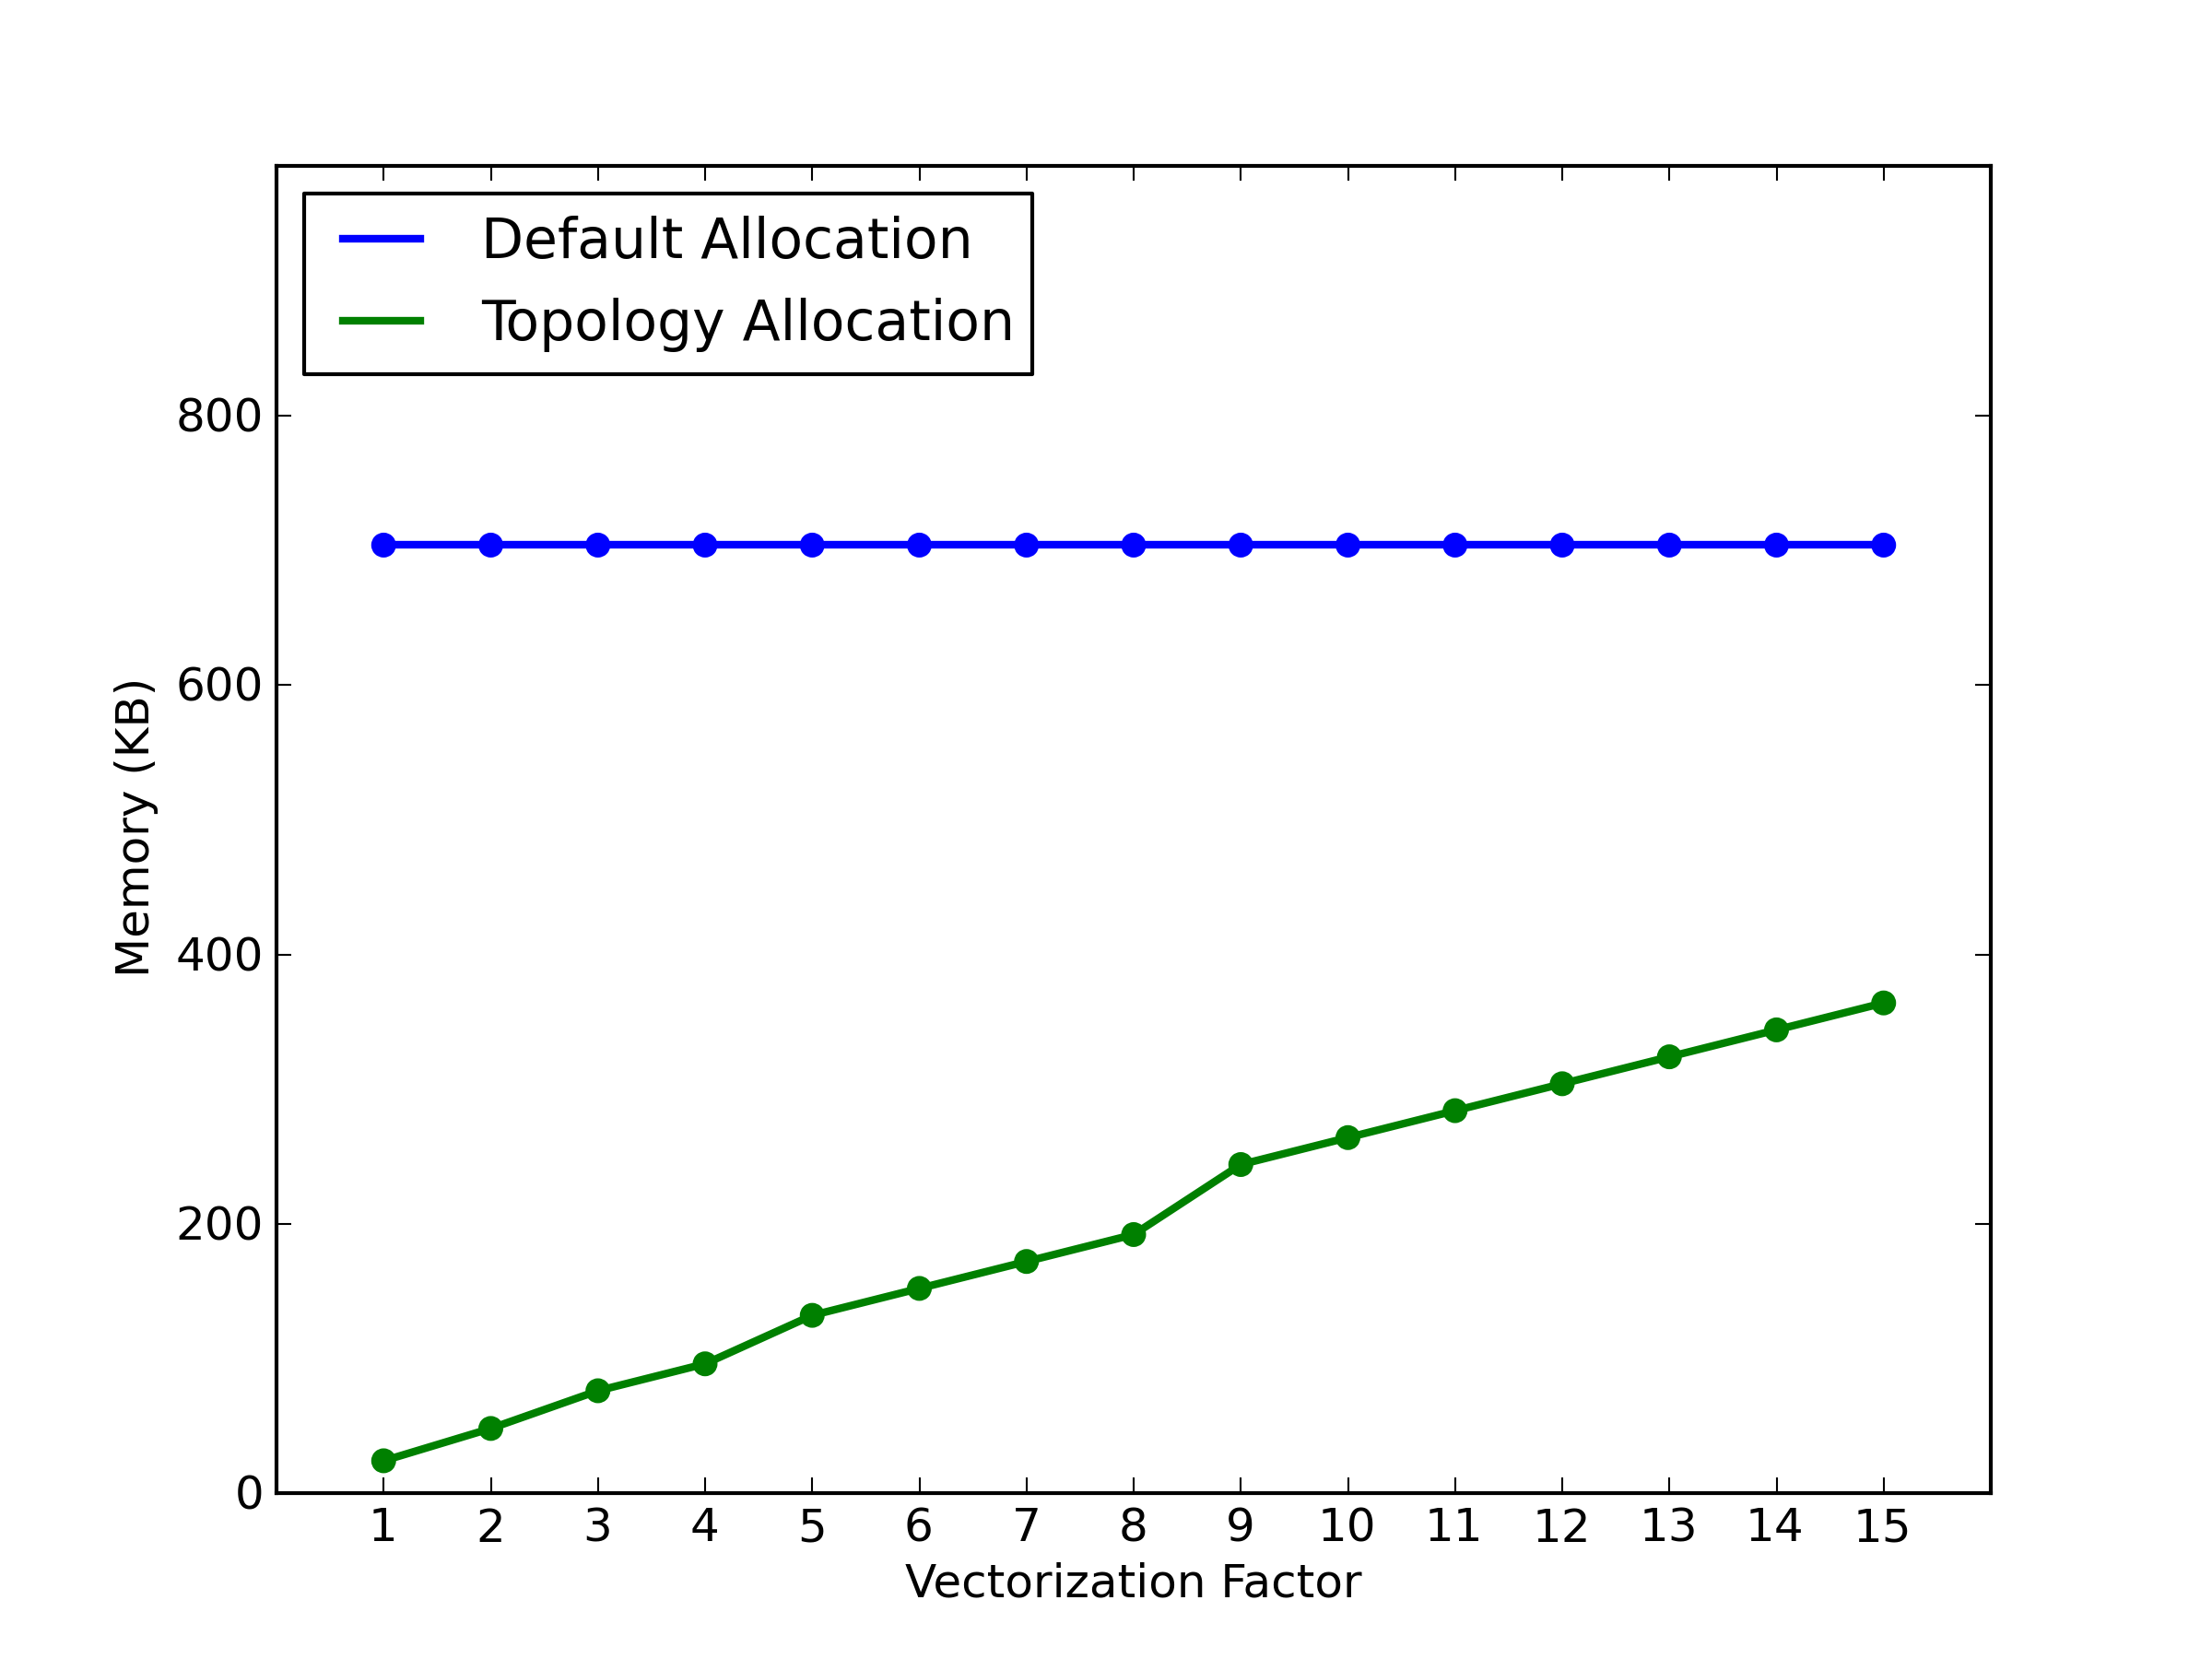 Default Allocation
Topology Allocation
800
600
400
200
0
Memory (KB)
1 2 3 4 5 6 7 8 9 10 11 12 13 14 15
Vectorization Factor